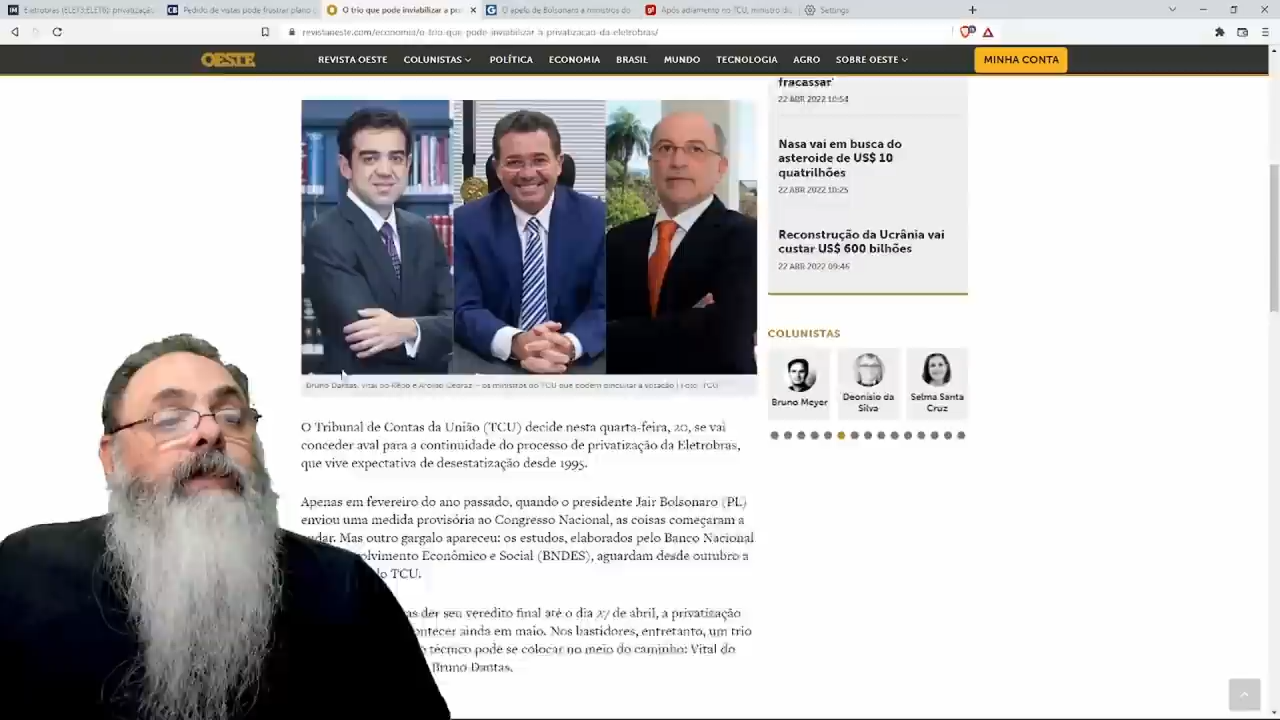 Eletrobras (ELET3;ELET6): privatização
Pedido de vistas pode frustrar plano
O trio que pode inviabilizar a pri
O apelo de Bolsonaro a ministros do
Após adiamento no TCU, ministro di
Settings
revistaoeste.com/economia/o-trio-que-pode-inviabilizar-a-privatizacao-da-eletrobras/
OESTE
REVISTA OESTE COLUNISTAS POLÍTICA ECONOMIA BRASIL MUNDO TECNOLOGIA AGRO SOBRE OESTE
MINHA CONTA
fracassar'
22 ABR 2022 10:54
Nasa vai em busca do
asteroide de US$ 10
quatrilhões
22 ABR 2022 10:25
Reconstrução da Ucrânia vai
custar US$ 600 bilhões
22 ABR 2022 09:46
COLUNISTAS
Bruno Meyer
Deonísio da
Silva
Selma Santa
Cruz
Bruno Dantas, Vital do Rêgo e Aroldo Cedraz — os ministros do TCU que podem dificultar a votação | Foto: TCU
O Tribunal de Contas da União (TCU) decide nesta quarta-feira, 20, se vai
conceder aval para a continuidade do processo de privatização da Eletrobras,
que vive expectativa de desestatização desde 1995.
Apenas em fevereiro do ano passado, quando o presidente Jair Bolsonaro (PL)
enviou uma medida provisória ao Congresso Nacional, as coisas começaram a
udar. Mas outro gargalo apareceu: os estudos, elaborados pelo Banco Nacional
volvimento Econômico e Social (BNDES), aguardam desde outubro a
do TCU.
as der seu veredito final até o dia 27 de abril, a privatização
ntecer ainda em maio. Nos bastidores, entretanto, um trio
técnico pode se colocar no meio do caminho: Vital do
Bruno Dantas.